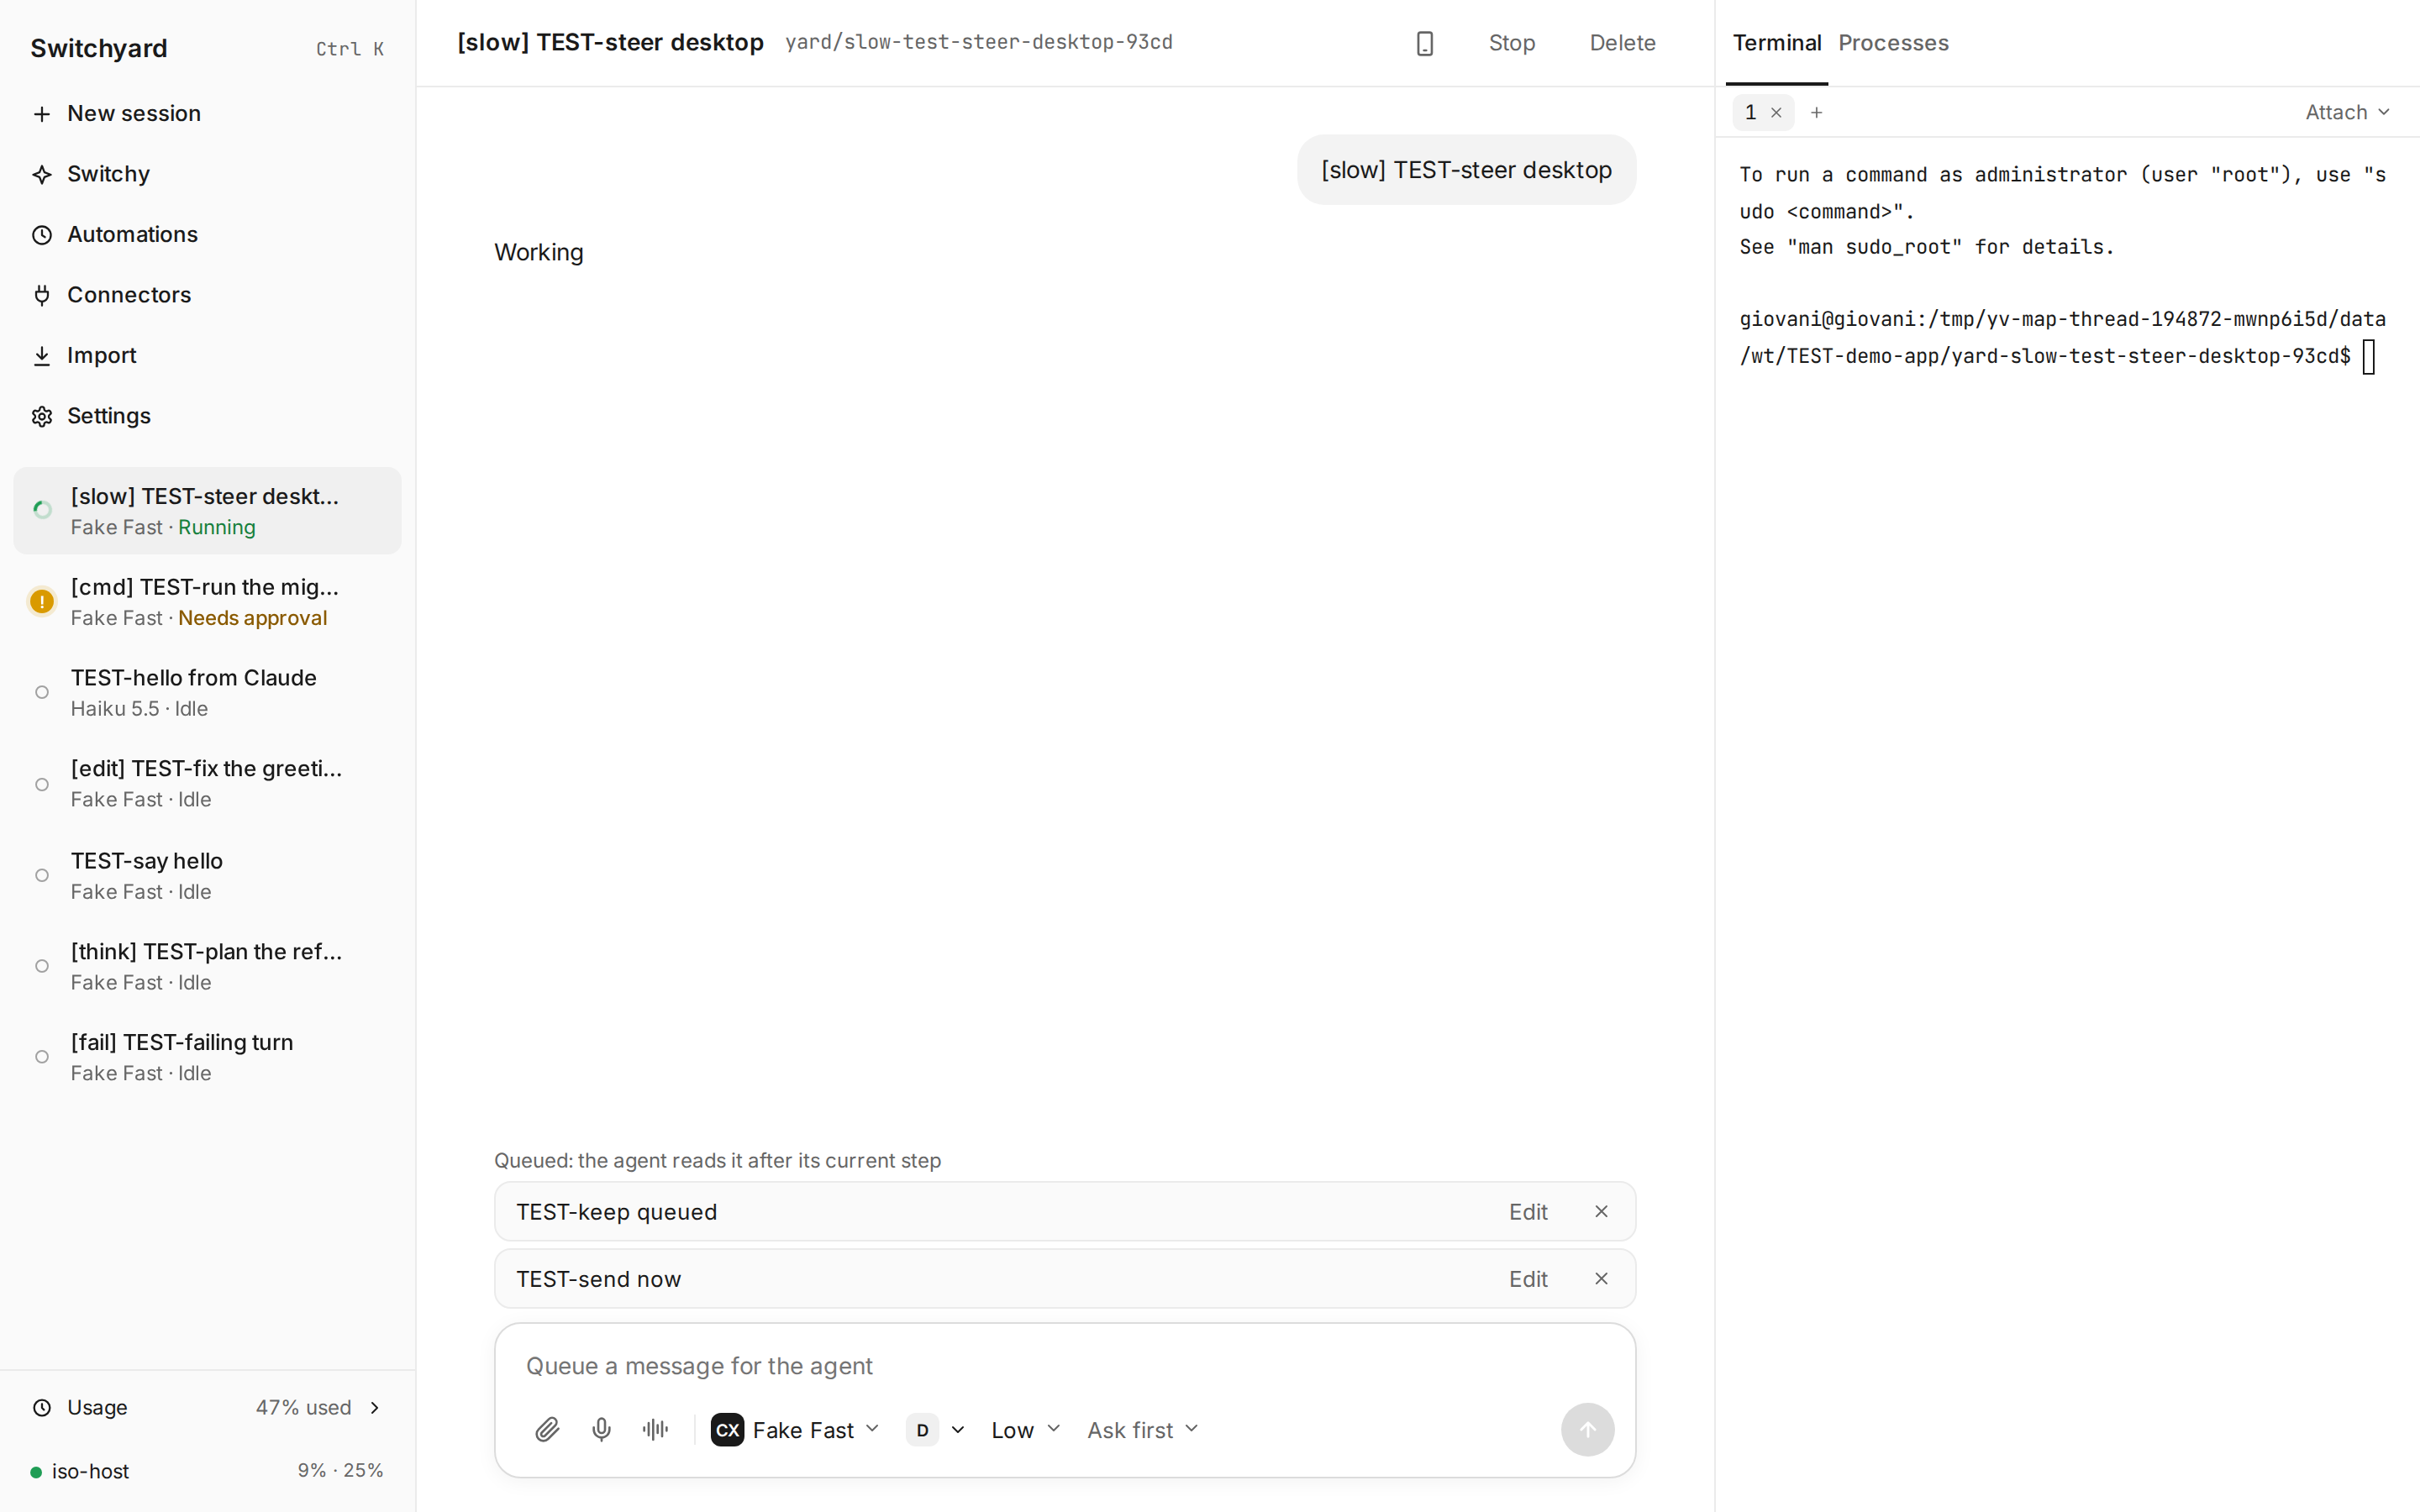 Switchyard
Ctrl K
New session
Switchy
Automations
Connectors
Import
Settings
[slow] TEST-steer deskt...
Fake Fast · Running
[cmd] TEST-run the mig...
Fake Fast · Needs approval
TEST-hello from Claude
Haiku 5.5 · Idle
[edit] TEST-fix the greeti...
Fake Fast · Idle
TEST-say hello
Fake Fast · Idle
[think] TEST-plan the ref...
Fake Fast · Idle
[fail] TEST-failing turn
Fake Fast · Idle
Usage
47% used
iso-host
9% · 25%
[slow] TEST-steer desktop
yard/slow-test-steer-desktop-93cd
Stop
Delete
[slow] TEST-steer desktop
Working
Queued: the agent reads it after its current step
TEST-keep queued
Edit
TEST-send now
Edit
Queue a message for the agent
CX Fake Fast
D
Low
Ask first
Terminal
Processes
1
Attach
To run a command as administrator (user "root"), use "s
udo <command>".
See "man sudo_root" for details.
giovani@giovani:/tmp/yv-map-thread-194872-mwnp6i5d/data
/wt/TEST-demo-app/yard-slow-test-steer-desktop-93cd$